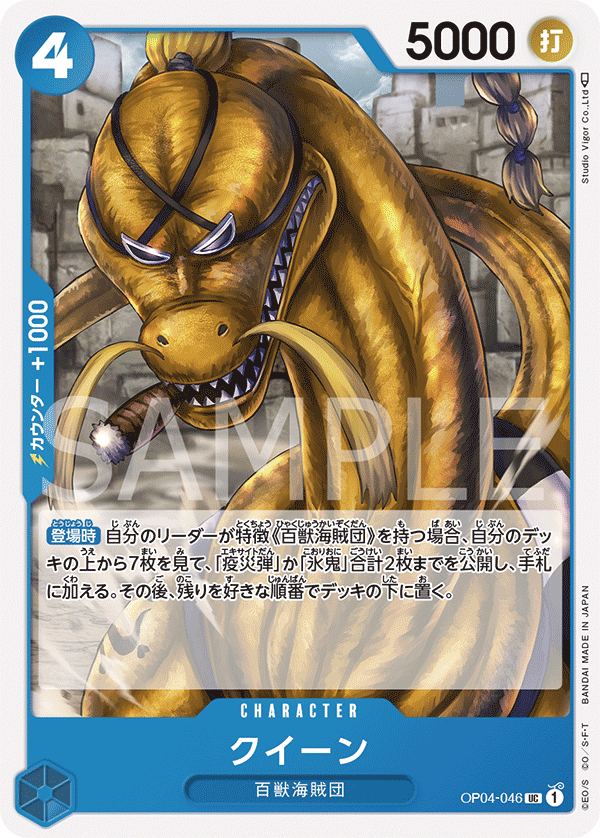 4
5000
打
Studio Vigor Co.,Ltd
カウンター +1000
SAMPLE
登場時 自分のリーダーが特徴《百獣海賊団》を持つ場合、自分のデッ
キの上から7枚を見て、「疫災弾」か「氷鬼」合計2枚までを公開し、手札
に加える。その後、残りを好きな順番でデッキの下に置く。
CHARACTER
クイーン
百獣海賊団
OP04-046 UC 1
©E.O/S ©O/S・F・T BANDAI MADE IN JAPAN